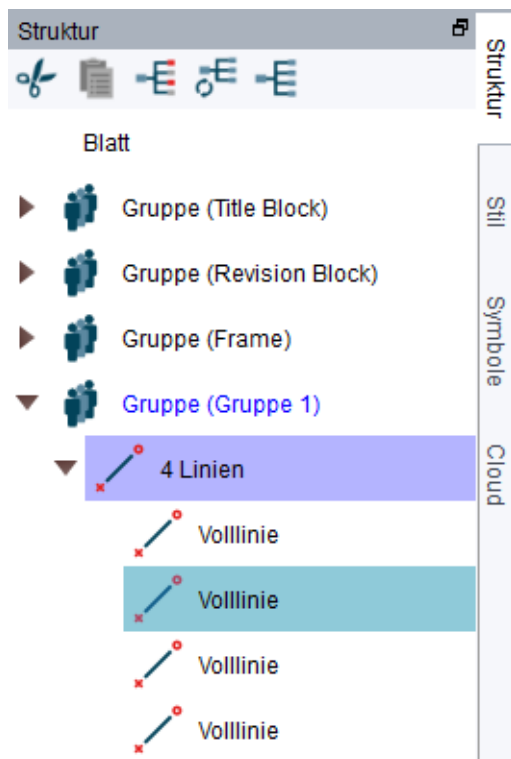 Struktur
Blatt
Gruppe (Title Block)
Gruppe (Revision Block)
Gruppe (Frame)
Gruppe (Gruppe 1)
4 Linien
Volllinie
Volllinie
Volllinie
Volllinie
Struktur
Stil
Symbole
Cloud